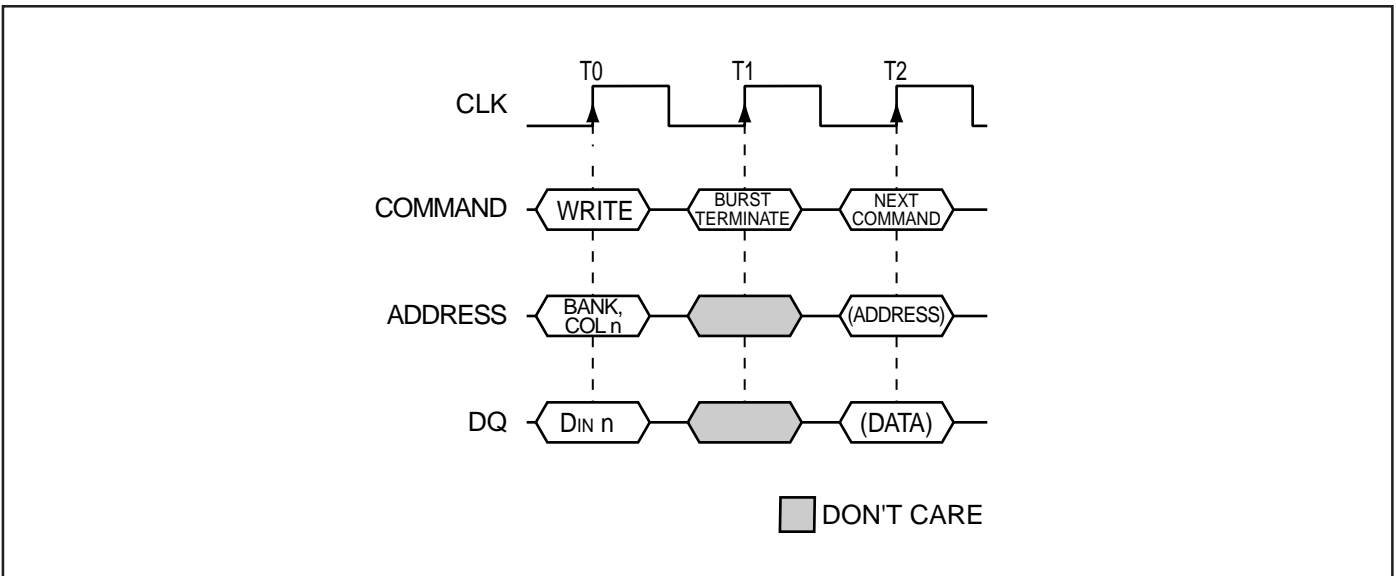 T0 T1 T2
CLK
COMMAND WRITE BURST TERMINATE NEXT COMMAND
ADDRESS BANK, COL n (ADDRESS)
DQ DIN n (DATA)
DON'T CARE